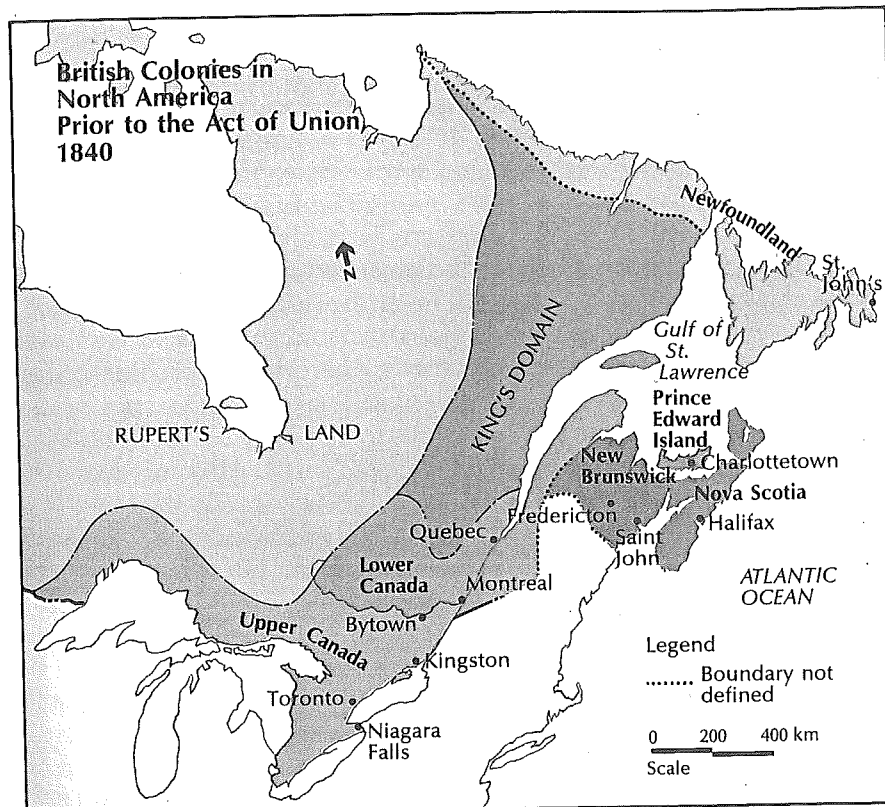 British Colonies in
North America
Prior to the Act of Union
1840
N
Newfoundland
St.
John's
KING'S DOMAIN
Gulf of
St.
Lawrence
RUPERT'S LAND
Prince
Edward
Island
Charlottetown
New
Brunswick
Nova Scotia
Fredericton
Halifax
Saint
John
Quebec
Lower
Canada
Montreal
ATLANTIC
OCEAN
Upper Canada
Bytown
Kingston
Toronto
Niagara
Falls
Legend
Boundary not
defined
0 200 400 km
Scale